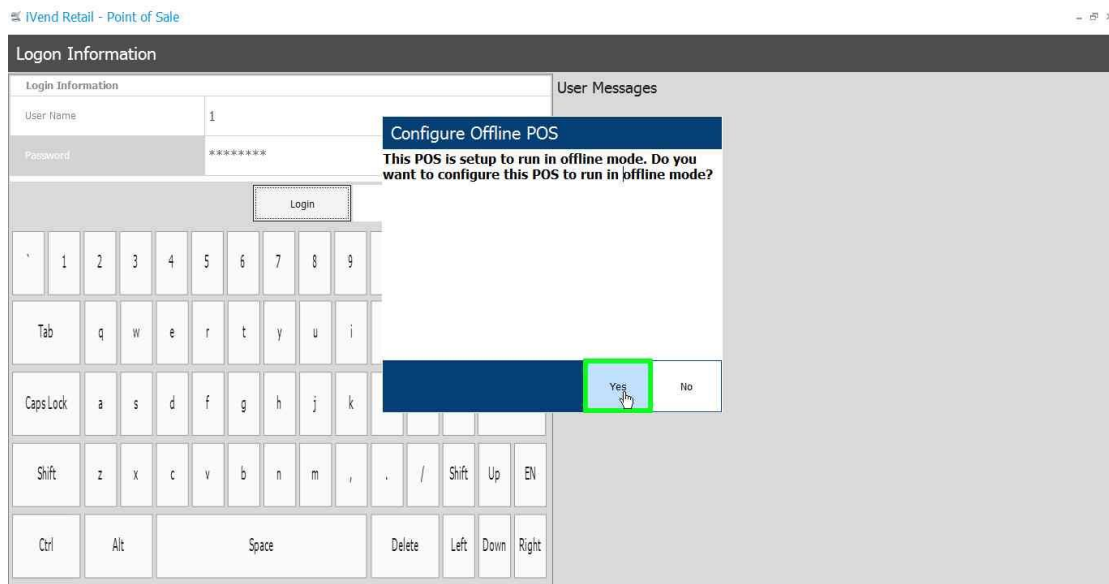 iVend Retail - Point of Sale
Logon Information
Login Information
User Name 1
Password ********
User Messages
Configure Offline POS
This POS is setup to run in offline mode. Do you
want to configure this POS to run in offline mode?
Yes No
Login
` 1 2 3 4 5 6 7 8 9
Tab q w e r t y u i
Caps Lock a s d f g h j k
Shift z x c v b n m , . / Shift Up EN
Ctrl Alt Space Delete Left Down Right